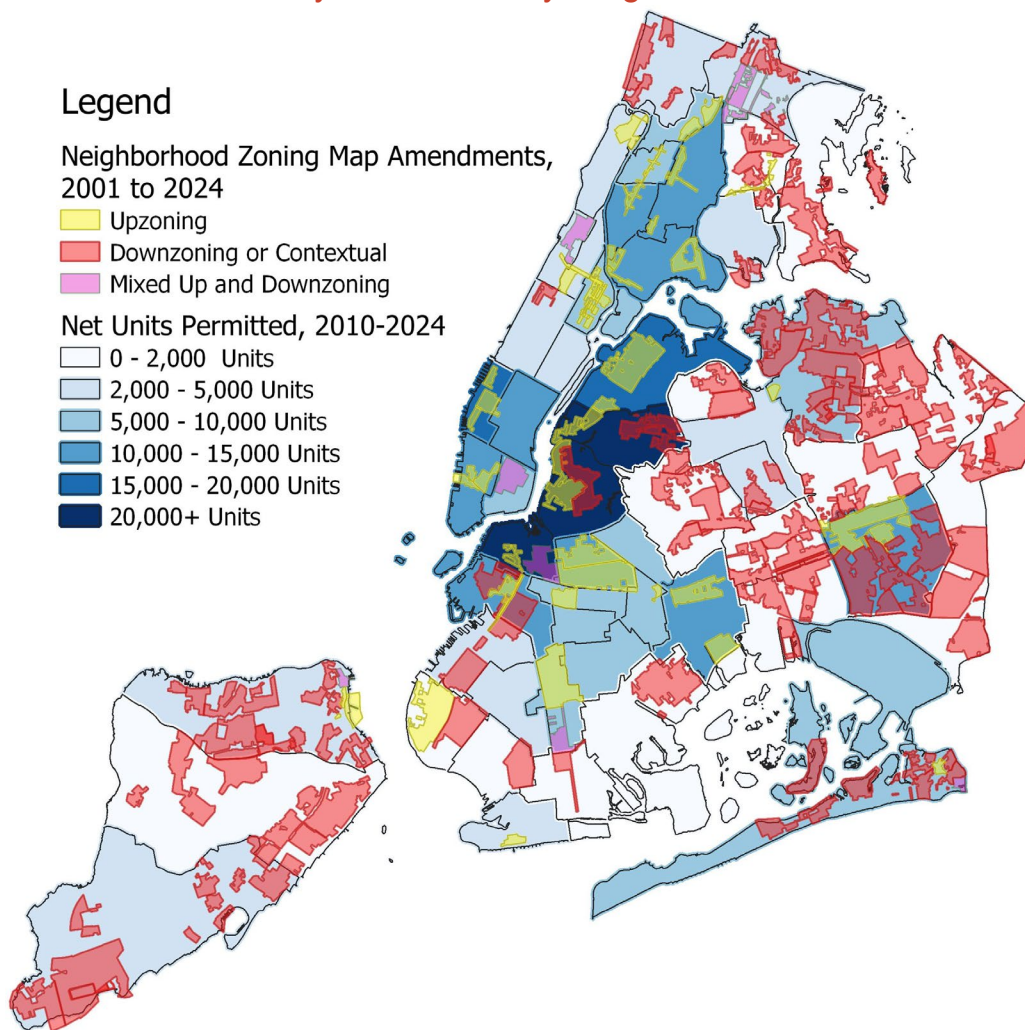 Legend
Neighborhood Zoning Map Amendments,
2001 to 2024
Upzoning
Downzoning or Contextual
Mixed Up and Downzoning
Net Units Permitted, 2010-2024
0 - 2,000 Units
2,000 - 5,000 Units
5,000 - 10,000 Units
10,000 - 15,000 Units
15,000 - 20,000 Units
20,000+ Units